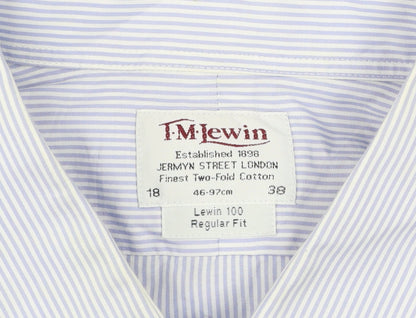 T·M·Lewin
Established 1898
JERMYN STREET LONDON
Finest Two-Fold Cotton
18 46-97cm 38
Lewin 100
Regular Fit